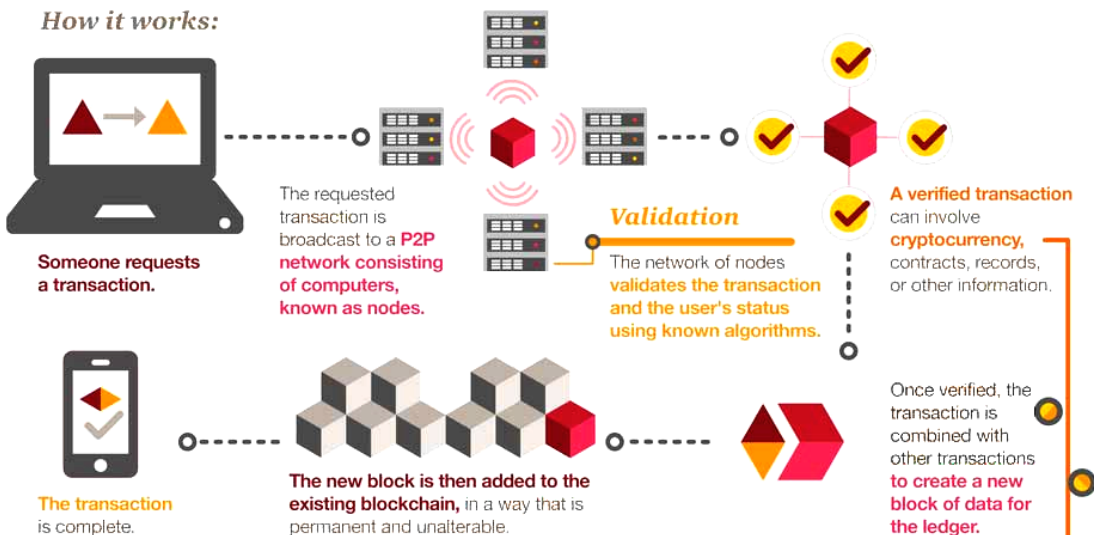 How it works:
Someone requests
a transaction.
The requested
transaction is
broadcast to a P2P
network consisting
of computers,
known as nodes.
Validation
The network of nodes
validates the transaction
and the user's status
using known algorithms.
A verified transaction
can involve
cryptocurrency,
contracts, records,
or other information.
Once verified, the
transaction is
combined with
other transactions
to create a new
block of data for
the ledger.
The new block is then added to the
existing blockchain, in a way that is
permanent and unalterable.
The transaction
is complete.